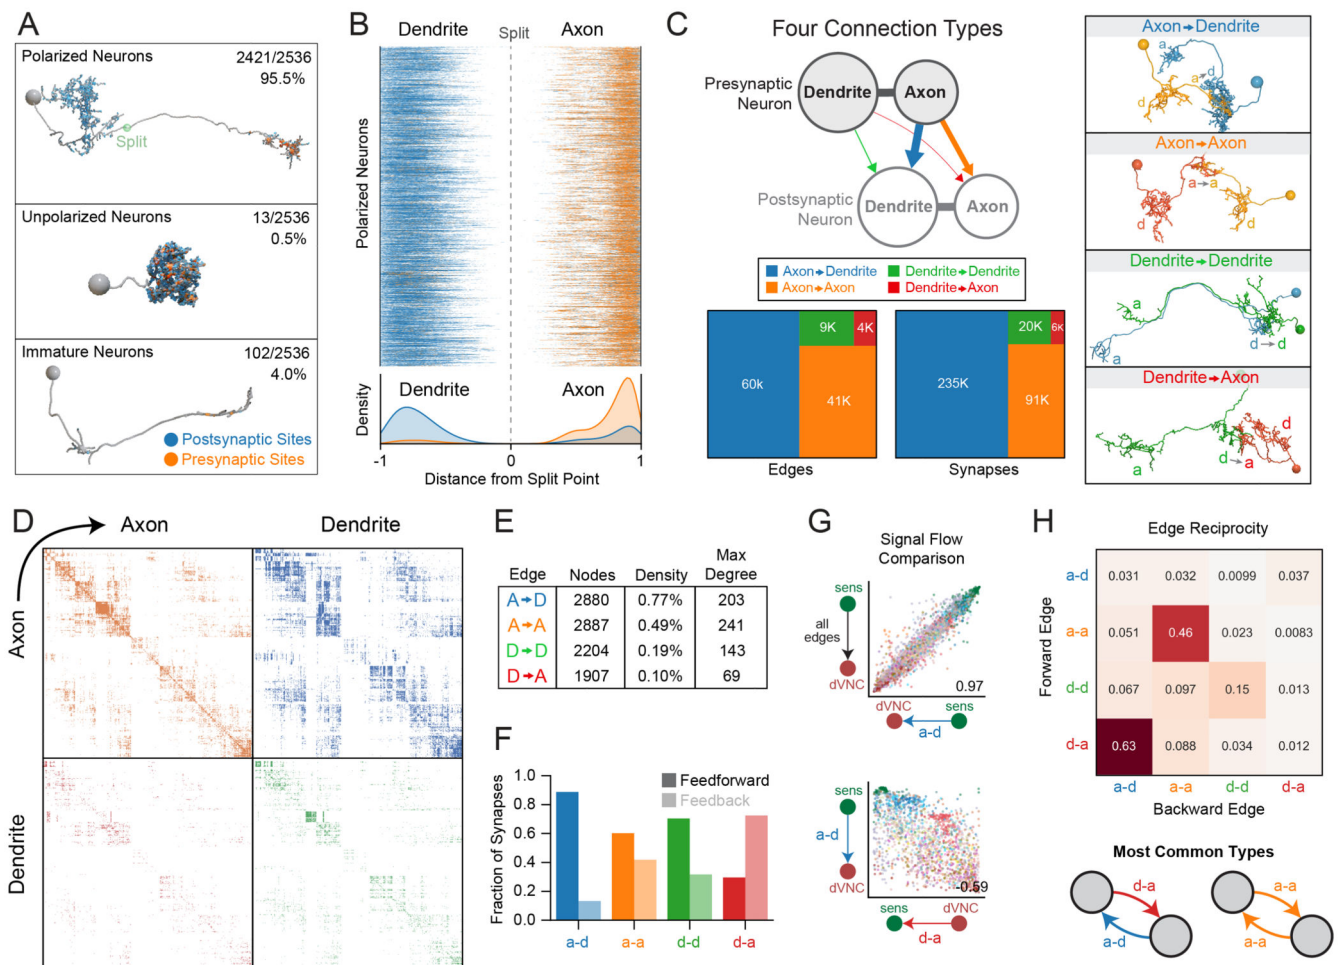 A
Polarized Neurons
2421/2536
95.5%
Split
Unpolarized Neurons
13/2536
0.5%
Immature Neurons
102/2536
4.0%
Postsynaptic Sites
Presynaptic Sites
B
Dendrite
Split
Axon
Polarized Neurons
Density
Dendrite
Axon
-1
0
1
Distance from Split Point
C
Four Connection Types
Presynaptic
Neuron
Dendrite
Axon
Postsynaptic
Neuron
Dendrite
Axon
Axon→Dendrite
Dendrite→Dendrite
Axon→Axon
Dendrite→Axon
9K
4K
60k
41K
Edges
20K
6K
235K
91K
Synapses
Axon→Dendrite
a
a→d
d
Axon→Axon
a→a
d
d
Dendrite→Dendrite
a
a
d→d
Dendrite→Axon
a
d
d→a
D
Axon
Dendrite
Axon
Dendrite
E
Edge Nodes Density Max Degree
A→D 2880 0.77% 203
A→A 2887 0.49% 241
D→D 2204 0.19% 143
D→A 1907 0.10% 69
F
Fraction of Synapses
1.0
0.8
0.6
0.4
0.2
0.0
Feedforward
Feedback
a-d a-a d-d d-a
G
Signal Flow
Comparison
sens
all
edges
dVNC
0.97
dVNC
sens
a-d
sens
a-d
dVNC
-0.59
sens
dVNC
d-a
H
Edge Reciprocity
Forward Edge
a-d 0.031 0.032 0.0099 0.037
a-a 0.051 0.46 0.023 0.0083
d-d 0.067 0.097 0.15 0.013
d-a 0.63 0.088 0.034 0.012
a-d a-a d-d d-a
Backward Edge
Most Common Types
d-a
a-d
a-a
a-a